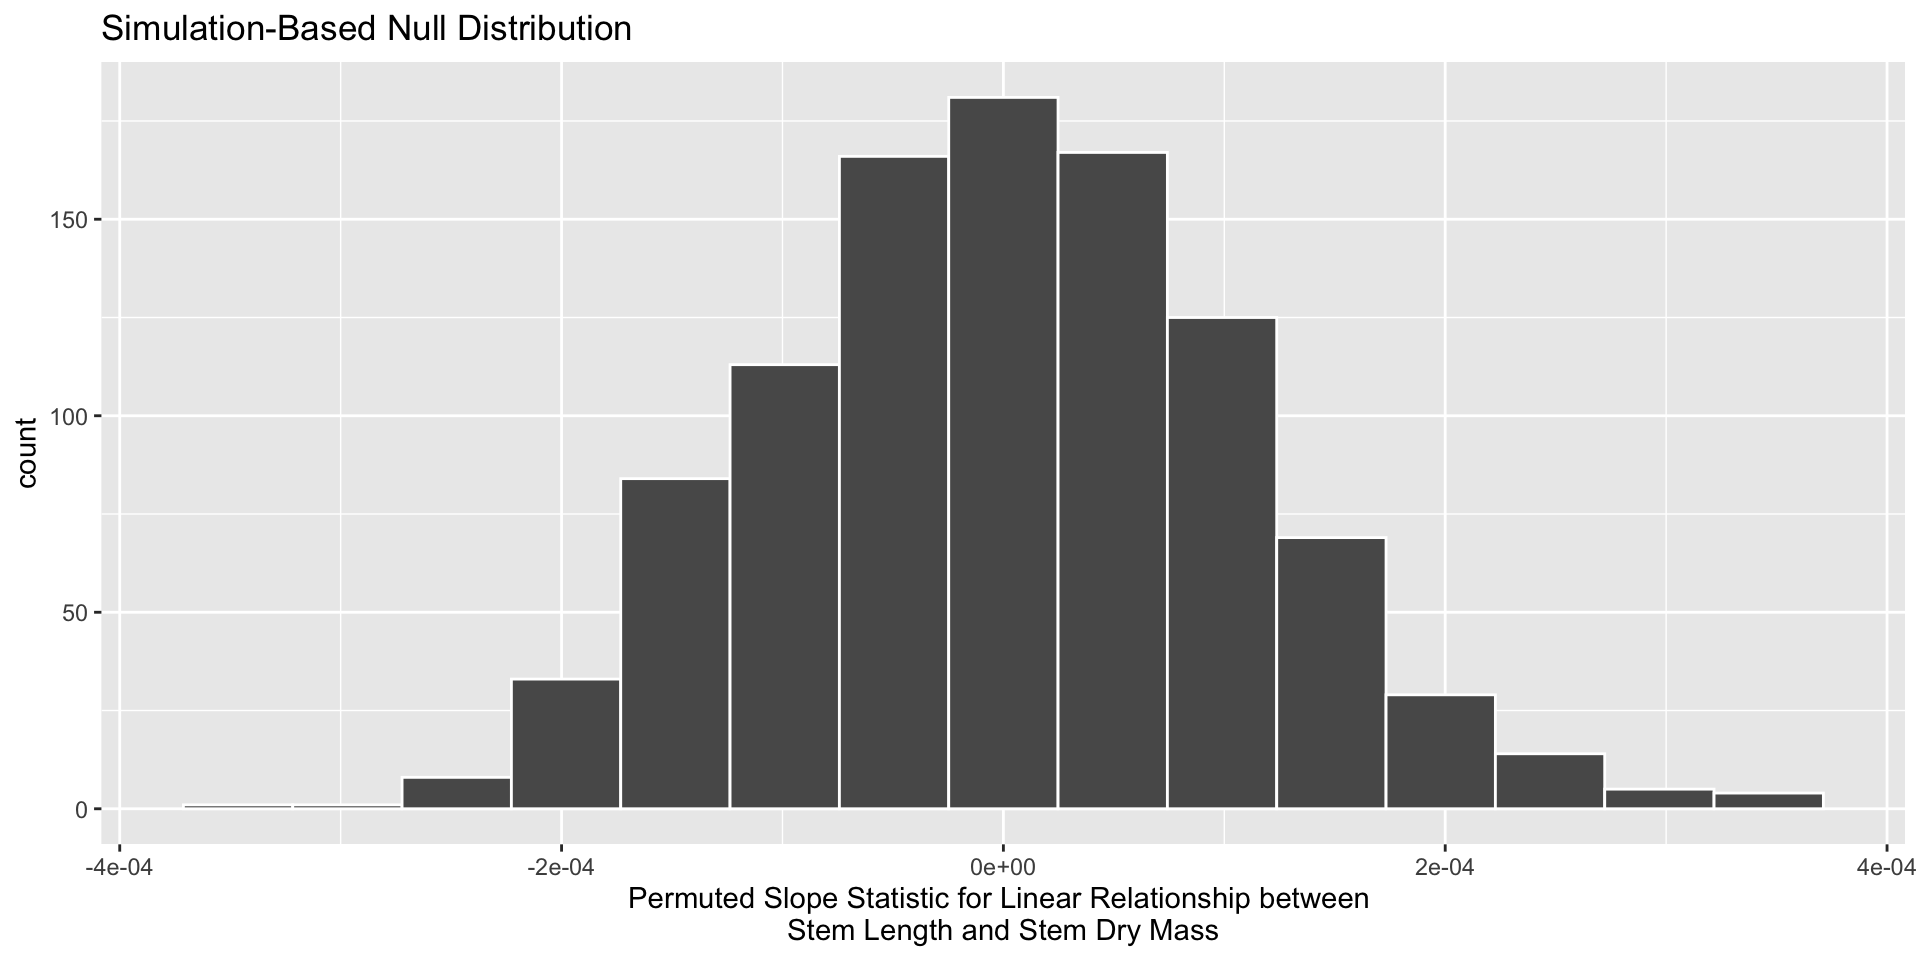 Simulation-Based Null Distribution
count
150
100
50
0
-4e-04
-2e-04
0e+00
2e-04
4e-04
Permuted Slope Statistic for Linear Relationship between
Stem Length and Stem Dry Mass